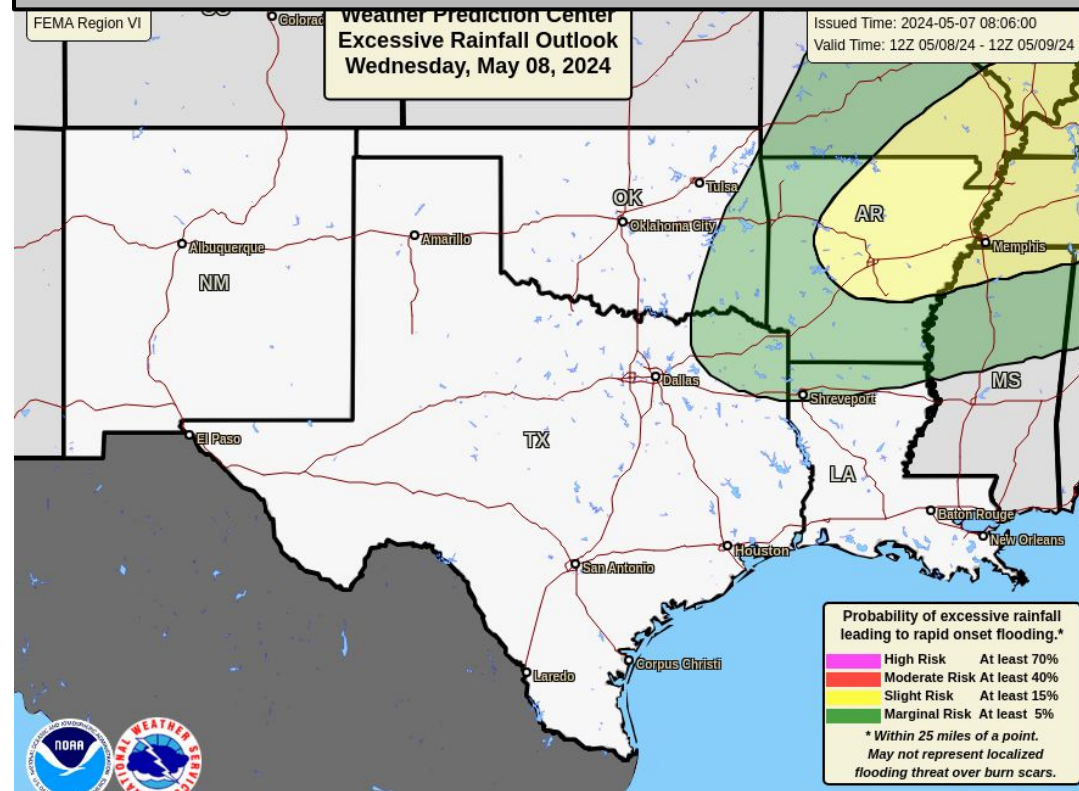 FEMA Region VI
Weather Prediction Center
Excessive Rainfall Outlook
Wednesday, May 08, 2024
Issued Time: 2024-05-07 08:06:00
Valid Time: 12Z 05/08/24 - 12Z 05/09/24
Tulsa
OK
Oklahoma City
AR
Albuquerque
Amarillo
Memphis
NM
Dallas
MS
Shreveport
El Paso
TX
LA
Baton Rouge
New Orleans
Houston
San Antonio
Corpus Christi
Laredo
Probability of excessive rainfall
leading to rapid onset flooding.*
High Risk At least 70%
Moderate Risk At least 40%
Slight Risk At least 15%
Marginal Risk At least 5%
* Within 25 miles of a point.
May not represent localized
flooding threat over burn scars.
NOAA